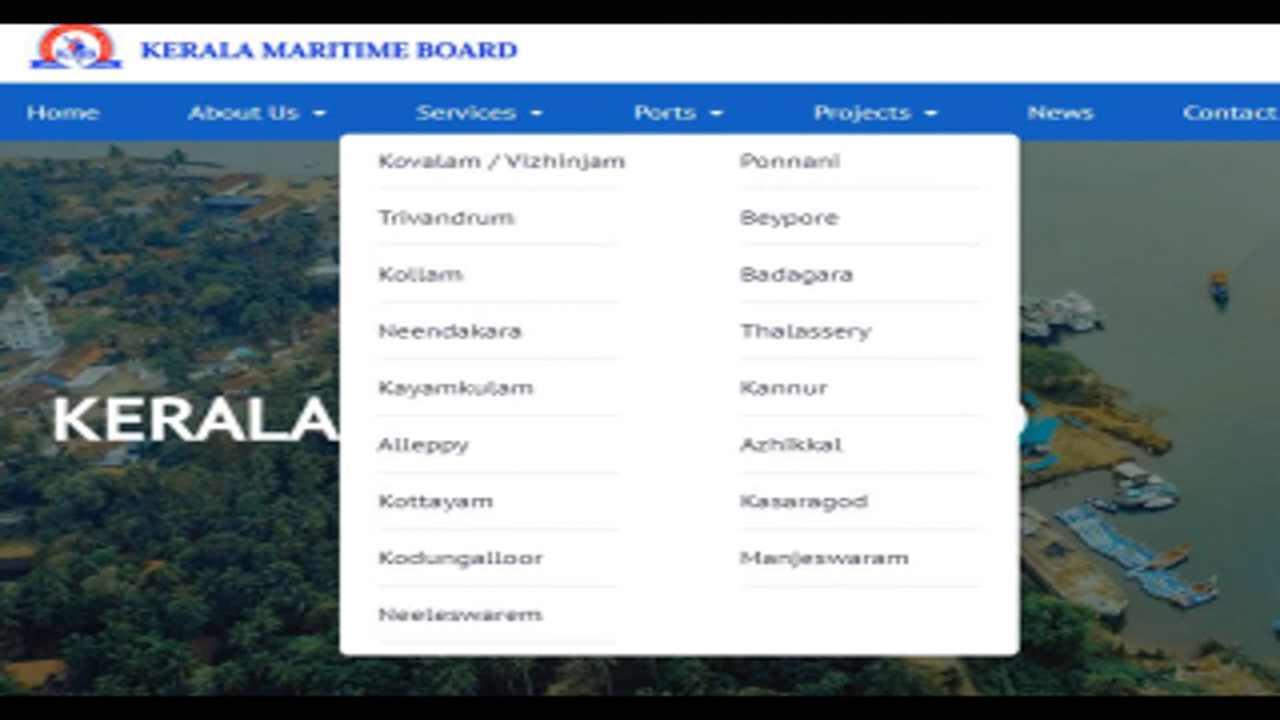 KERALA MARITIME BOARD
Home About Us Services Ports Projects News Contact
Kovalam / Vizhinjam
Trivandrum
Kollam
Neendakara
Kayamkulam
Alleppy
Kottayam
Kodungalloor
Neeleswarem
Ponnani
Beypore
Badagara
Thalassery
Kannur
Azhikkal
Kasaragod
Manjeswaram
KERALA